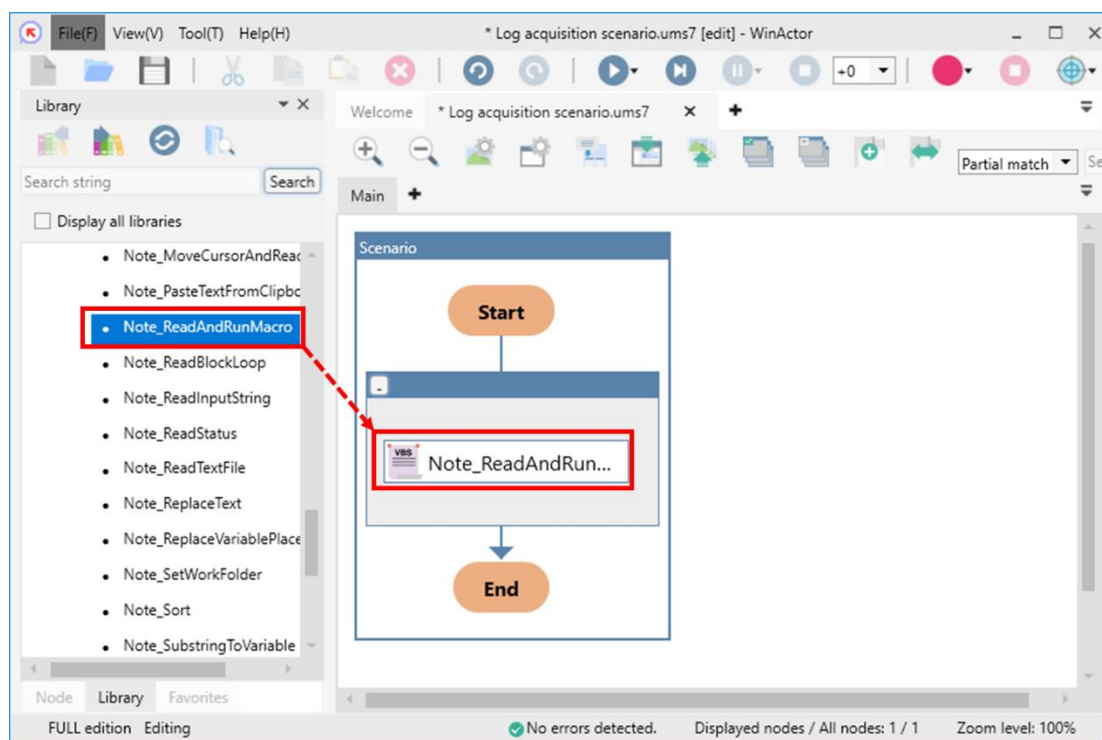 File(F) View(V) Tool(T) Help(H) * Log acquisition scenario.ums7 [edit] - WinActor
+0
Library
Welcome * Log acquisition scenario.ums7
Search string Search
Partial match Se
Main
Display all libraries
Note_MoveCursorAndReac
Note_PasteTextFromClipbc
Note_ReadAndRunMacro
Note_ReadBlockLoop
Note_ReadInputString
Note_ReadStatus
Note_ReadTextFile
Note_ReplaceText
Note_ReplaceVariablePlace
Note_SetWorkFolder
Note_Sort
Note_SubstringToVariable
Scenario
Start
VBS
Note_ReadAndRun...
End
Node Library Favorites
FULL edition Editing No errors detected. Displayed nodes / All nodes: 1 / 1 Zoom level: 100%